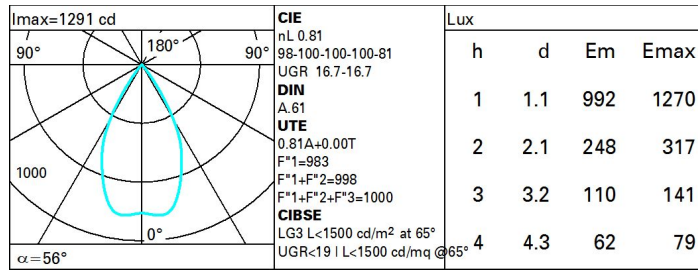 Imax=1291 cd
90°
180°
90°
1000
0°
α=56°
CIE
nL 0.81
98-100-100-100-81
UGR 16.7-16.7
DIN
A.61
UTE
0.81A+0.00T
F"1=983
F"1+F"2=998
F"1+F"2+F"3=1000
CIBSE
LG3 L<1500 cd/m² at 65°
UGR<19 | L<1500 cd/mq @65°
Lux
h d Em Emax
1 1.1 992 1270
2 2.1 248 317
3 3.2 110 141
4 4.3 62 79